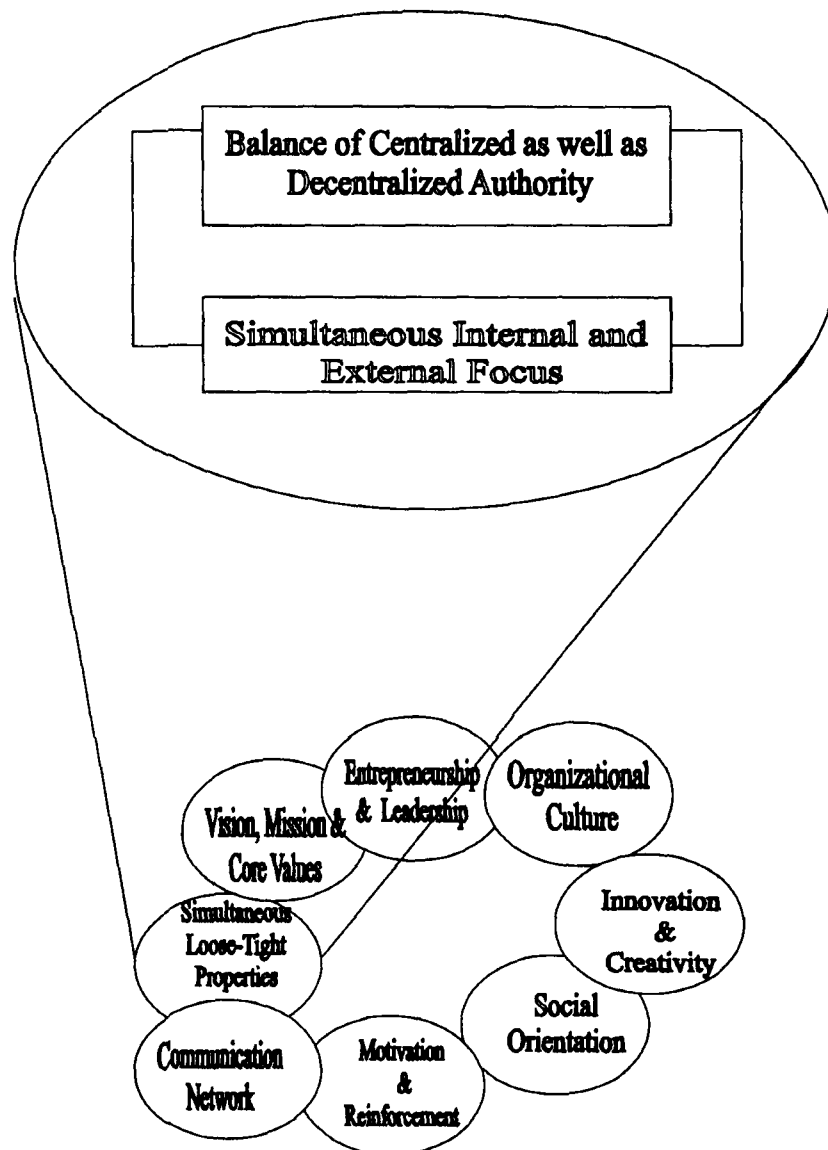 Balance of Centralized as well as
Decentralized Authority
Simultaneous Internal and
External Focus
Entrepreneurship
& Leadership
Organizational
Culture
Vision, Mission &
Core Values
Innovation
&
Creativity
Simultaneous
Loose-Tight
Properties
Social
Orientation
Communication
Network
Motivation
&
Reinforcement